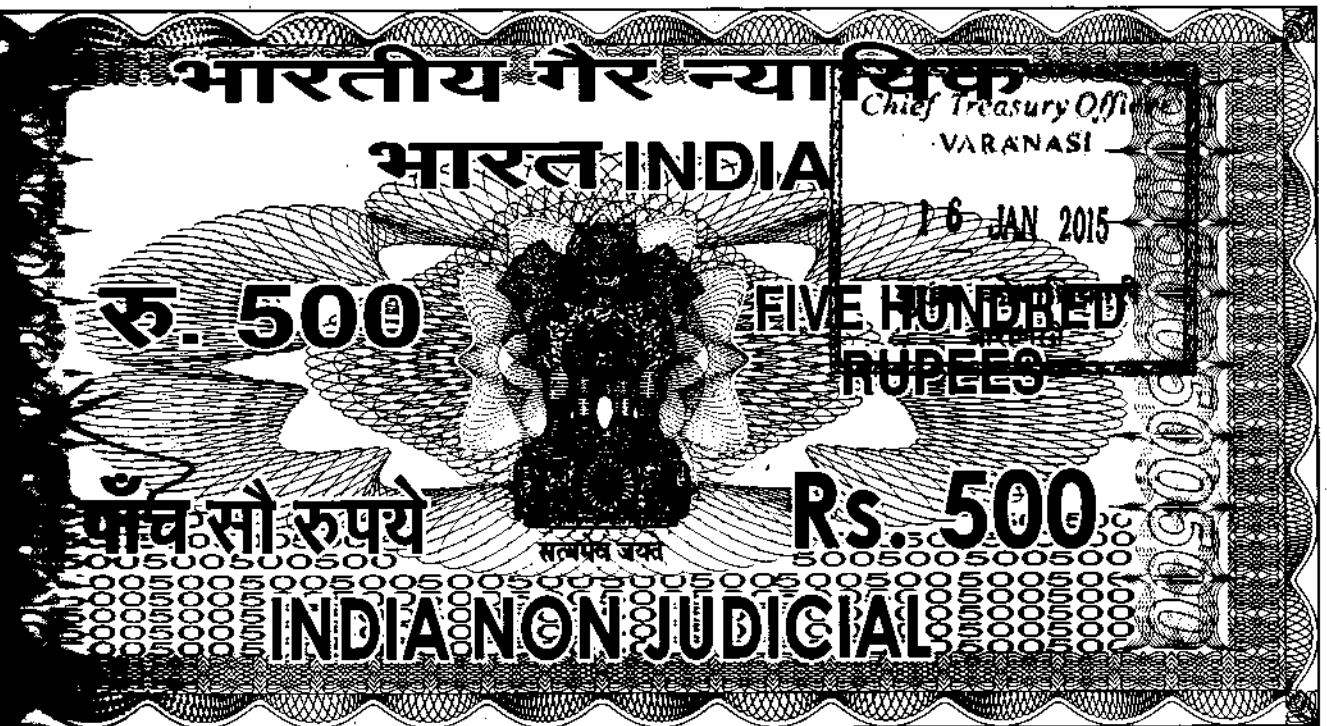 भारतीय गैर न्यायिक
Chief Treasury Officer
VARANASI
भारत INDIA
16 JAN 2015
रु. 500
FIVE HUNDRED
RUPEES
पाँच सौ रुपये
Rs. 500
सत्यमेव जयते
INDIA NON JUDICIAL